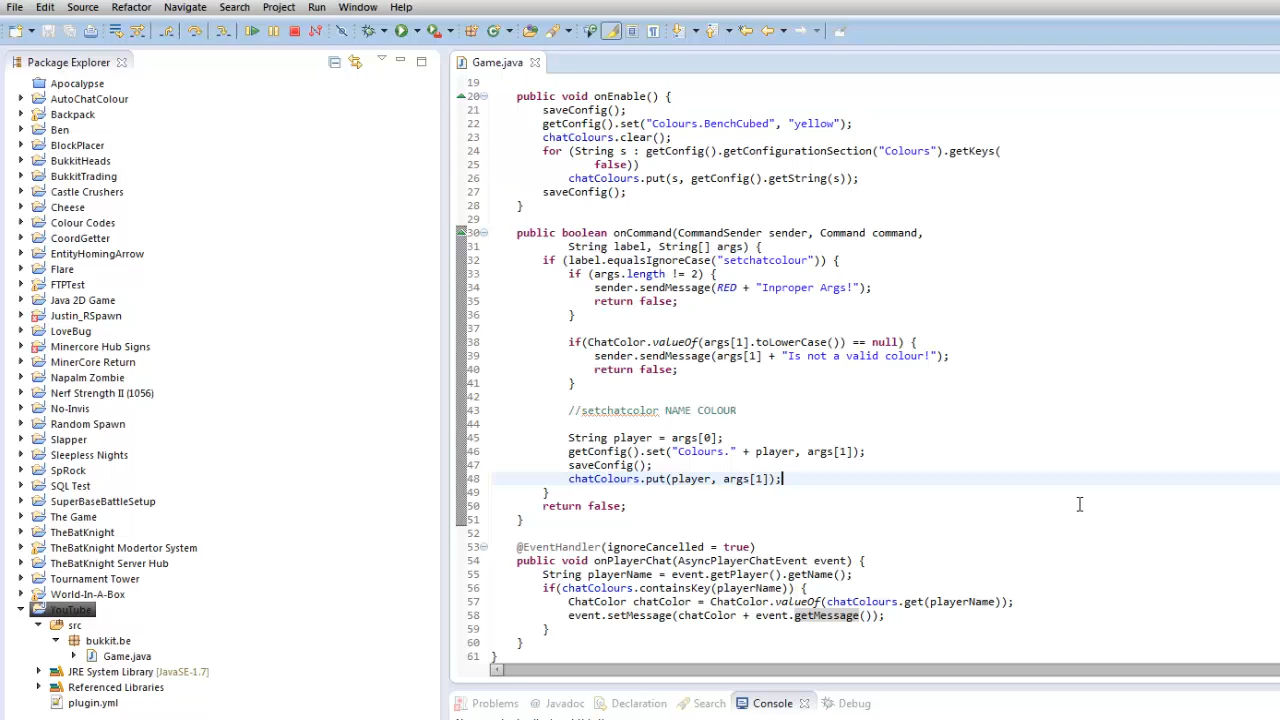 File Edit Source Refactor Navigate Search Project Run Window Help
Package Explorer
Apocalypse
AutoChatColour
Backpack
Ben
BlockPlacer
BukkitHeads
BukkitTrading
Castle Crushers
Cheese
Colour Codes
CoordGetter
EntityHomingArrow
Flare
FTPTest
Java 2D Game
Justin_RSpawn
LoveBug
Minercore Hub Signs
MinerCore Return
Napalm Zombie
Nerf Strength II (1056)
No-Invis
Random Spawn
Slapper
Sleepless Nights
SpRock
SQL Test
SuperBaseBattleSetup
The Game
TheBatKnight
TheBatKnight Modertor System
TheBatKnight Server Hub
Tournament Tower
World-In-A-Box
YouTube
src
bukkit.be
Game.java
JRE System Library [JavaSE-1.7]
Referenced Libraries
plugin.yml
Game.java
19
20 public void onEnable() {
21 saveConfig();
22 getConfig().set("Colours.BenchCubed", "yellow");
23 chatColours.clear();
24 for (String s : getConfig().getConfigurationSection("Colours").getKeys(
25 false))
26 chatColours.put(s, getConfig().getString(s));
27 saveConfig();
28 }
29
30 public boolean onCommand(CommandSender sender, Command command,
31 String label, String[] args) {
32 if (label.equalsIgnoreCase("setchatcolour")) {
33 if (args.length != 2) {
34 sender.sendMessage(RED + "Inproper Args!");
35 return false;
36 }
37
38 if(ChatColor.valueOf(args[1].toLowerCase()) == null) {
39 sender.sendMessage(args[1] + "Is not a valid colour!");
40 return false;
41 }
42
43 //setchatcolor NAME COLOUR
44
45 String player = args[0];
46 getConfig().set("Colours." + player, args[1]);
47 saveConfig();
48 chatColours.put(player, args[1]);
49 }
50 return false;
51 }
52
53 @EventHandler(ignoreCancelled = true)
54 public void onPlayerChat(AsyncPlayerChatEvent event) {
55 String playerName = event.getPlayer().getName();
56 if(chatColours.containsKey(playerName)) {
57 ChatColor chatColor = ChatColor.valueOf(chatColours.get(playerName));
58 event.setMessage(chatColor + event.getMessage());
59 }
60 }
61 }
Problems Javadoc Declaration Search Console Debug